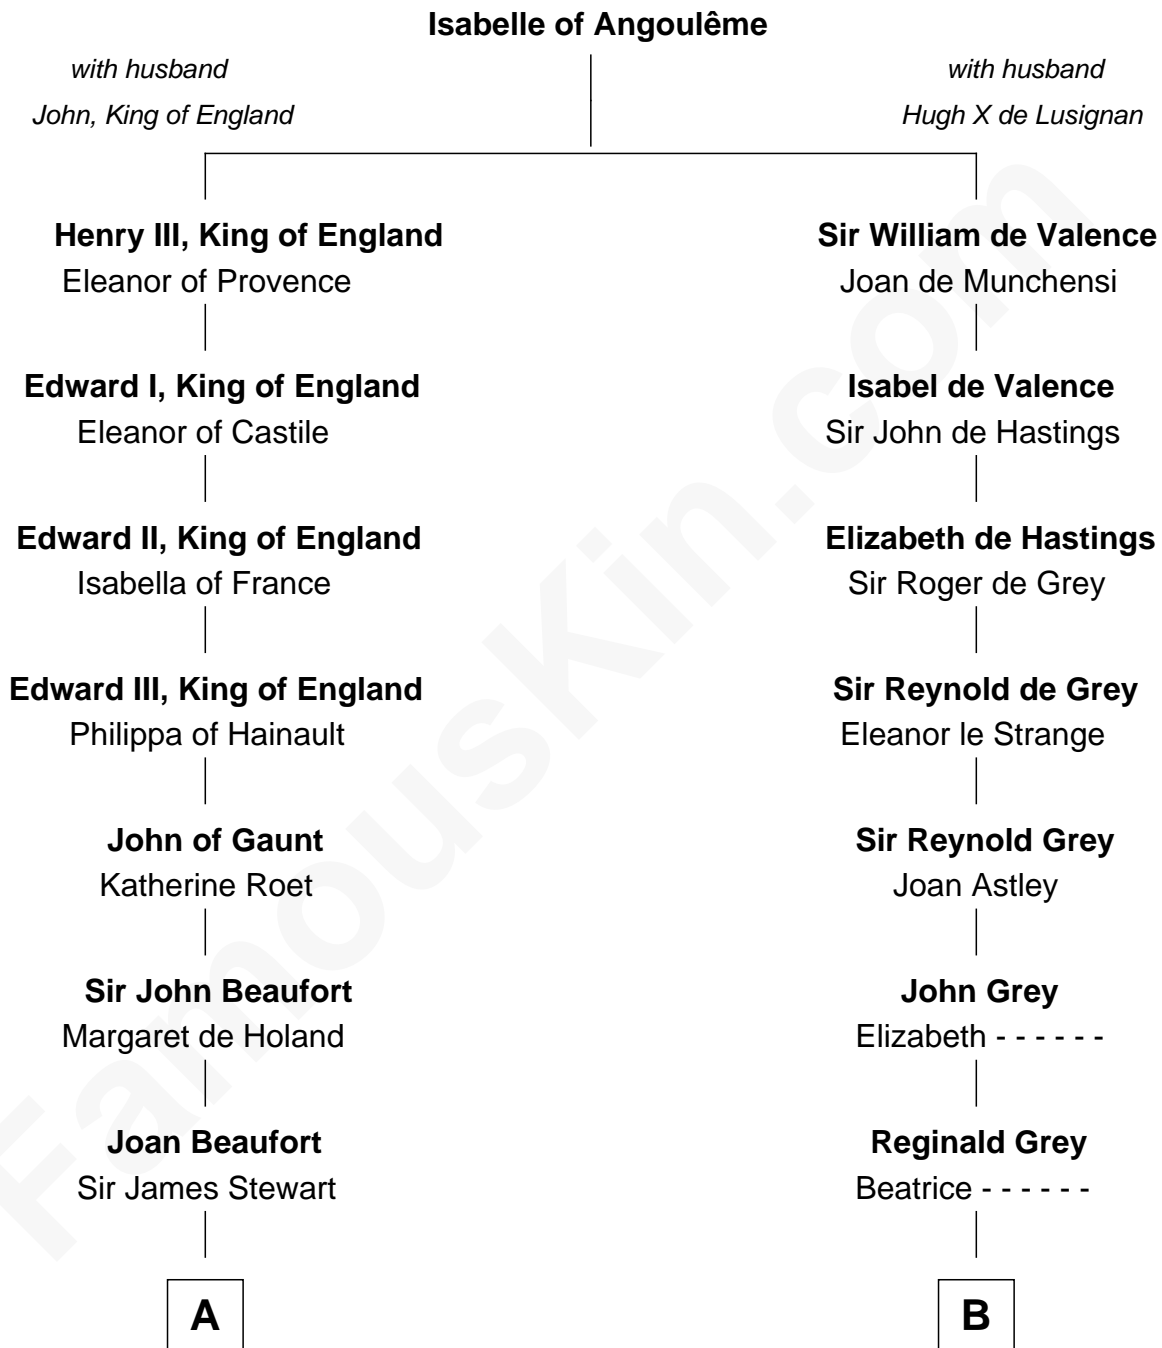 Isabelle of Angoulême
with husband
John, King of England
with husband
Hugh X de Lusignan
Henry III, King of England
Eleanor of Provence
Sir William de Valence
Joan de Munchensi
Edward I, King of England
Eleanor of Castile
Isabel de Valence
Sir John de Hastings
Edward II, King of England
Isabella of France
Elizabeth de Hastings
Sir Roger de Grey
Edward III, King of England
Philippa of Hainault
Sir Reynold de Grey
Eleanor le Strange
John of Gaunt
Katherine Roet
Sir Reynold Grey
Joan Astley
Sir John Beaufort
Margaret de Holand
John Grey
Elizabeth - - - - - -
Joan Beaufort
Sir James Stewart
Reginald Grey
Beatrice - - - - - -
A
B
FamousKin.com